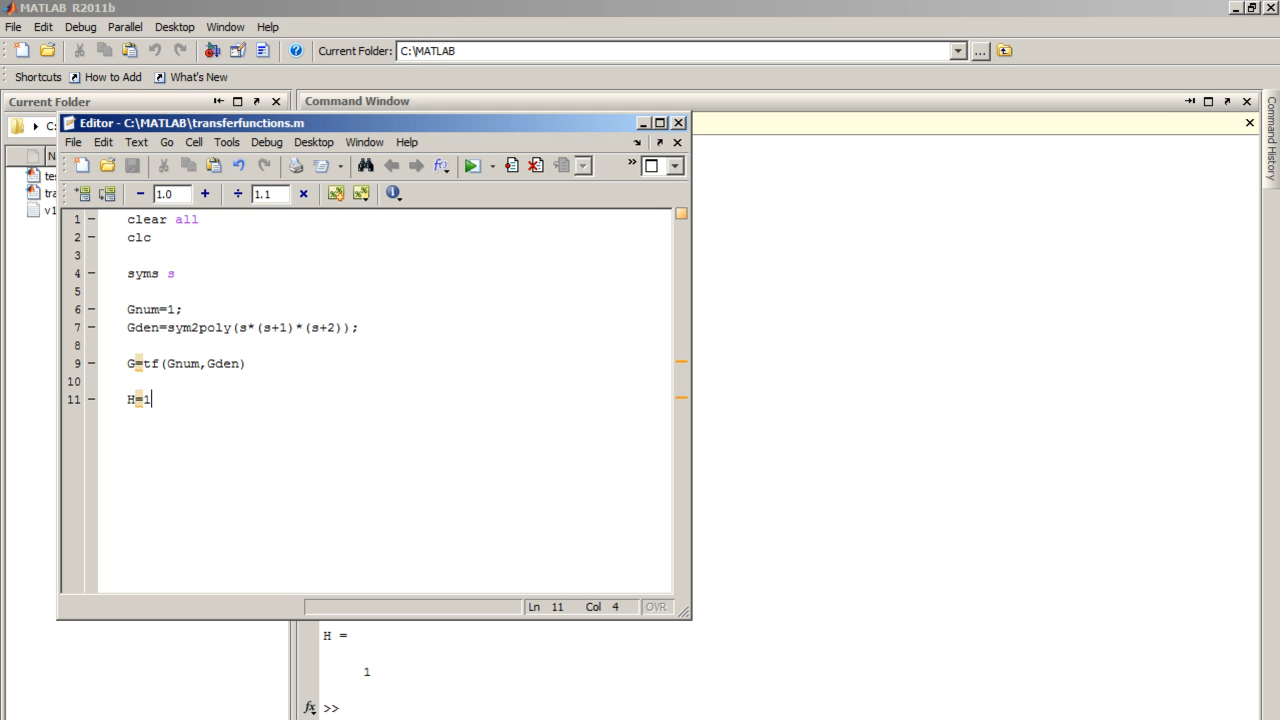 MATLAB R2011b
File Edit Debug Parallel Desktop Window Help
Current Folder: C:\MATLAB ...
Shortcuts How to Add What's New
Current Folder Command Window
Command History
Editor - C:\MATLAB\transferfunctions.m
File Edit Text Go Cell Tools Debug Desktop Window Help
− 1.0 + ÷ 1.1 ×
1 − clear all
2 − clc
3
4 − syms s
5
6 − Gnum=1;
7 − Gden=sym2poly(s*(s+1)*(s+2));
8
9 − G=tf(Gnum,Gden)
10
11 − H=1
Ln 11 Col 4 OVR
H =
1
fx >>